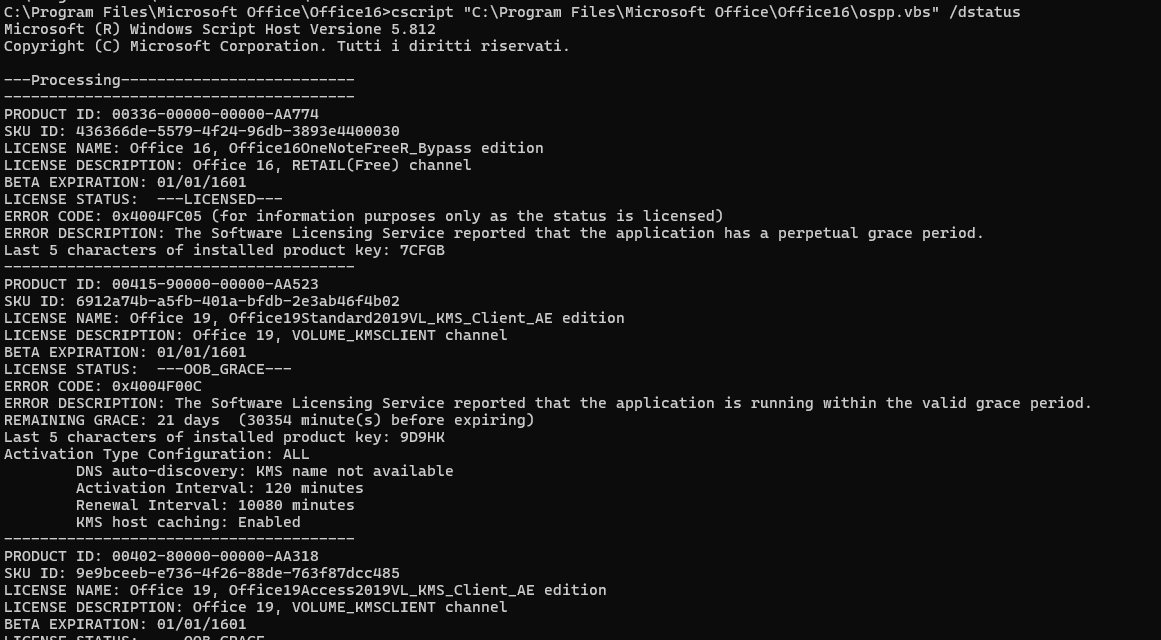 C:\Program Files\Microsoft Office\Office16>cscript "C:\Program Files\Microsoft Office\Office16\ospp.vbs" /dstatus
Microsoft (R) Windows Script Host Versione 5.812
Copyright (C) Microsoft Corporation. Tutti i diritti riservati.
---Processing--------------------------
---------------------------------------
PRODUCT ID: 00336-00000-00000-AA774
SKU ID: 436366de-5579-4f24-96db-3893e4400030
LICENSE NAME: Office 16, Office16OneNoteFreeR_Bypass edition
LICENSE DESCRIPTION: Office 16, RETAIL(Free) channel
BETA EXPIRATION: 01/01/1601
LICENSE STATUS:  ---LICENSED---
ERROR CODE: 0x4004FC05 (for information purposes only as the status is licensed)
ERROR DESCRIPTION: The Software Licensing Service reported that the application has a perpetual grace period.
Last 5 characters of installed product key: 7CFGB
---------------------------------------
PRODUCT ID: 00415-90000-00000-AA523
SKU ID: 6912a74b-a5fb-401a-bfdb-2e3ab46f4b02
LICENSE NAME: Office 19, Office19Standard2019VL_KMS_Client_AE edition
LICENSE DESCRIPTION: Office 19, VOLUME_KMSCLIENT channel
BETA EXPIRATION: 01/01/1601
LICENSE STATUS:  ---OOB_GRACE---
ERROR CODE: 0x4004F00C
ERROR DESCRIPTION: The Software Licensing Service reported that the application is running within the valid grace period.
REMAINING GRACE: 21 days  (30354 minute(s) before expiring)
Last 5 characters of installed product key: 9D9HK
Activation Type Configuration: ALL
        DNS auto-discovery: KMS name not available
        Activation Interval: 120 minutes
        Renewal Interval: 10080 minutes
        KMS host caching: Enabled
---------------------------------------
PRODUCT ID: 00402-80000-00000-AA318
SKU ID: 9e9bceeb-e736-4f26-88de-763f87dcc485
LICENSE NAME: Office 19, Office19Access2019VL_KMS_Client_AE edition
LICENSE DESCRIPTION: Office 19, VOLUME_KMSCLIENT channel
BETA EXPIRATION: 01/01/1601
LICENSE STATUS:  ---OOB_GRACE---